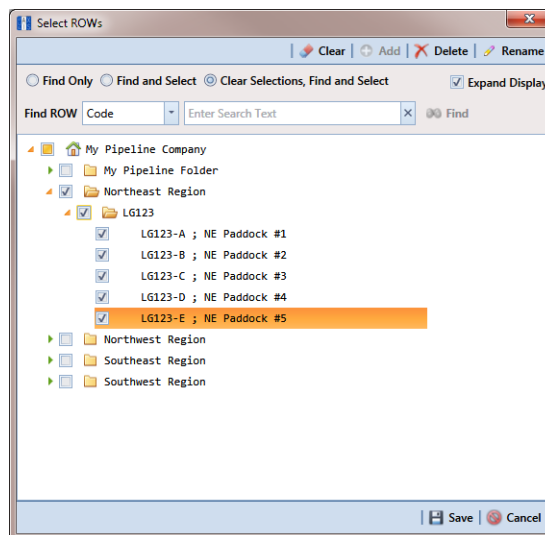 Select ROWs
Clear Add Delete Rename
Find Only Find and Select Clear Selections, Find and Select Expand Display
Find ROW Code Enter Search Text Find
My Pipeline Company
My Pipeline Folder
Northeast Region
LG123
LG123-A ; NE Paddock #1
LG123-B ; NE Paddock #2
LG123-C ; NE Paddock #3
LG123-D ; NE Paddock #4
LG123-E ; NE Paddock #5
Northwest Region
Southeast Region
Southwest Region
Save Cancel